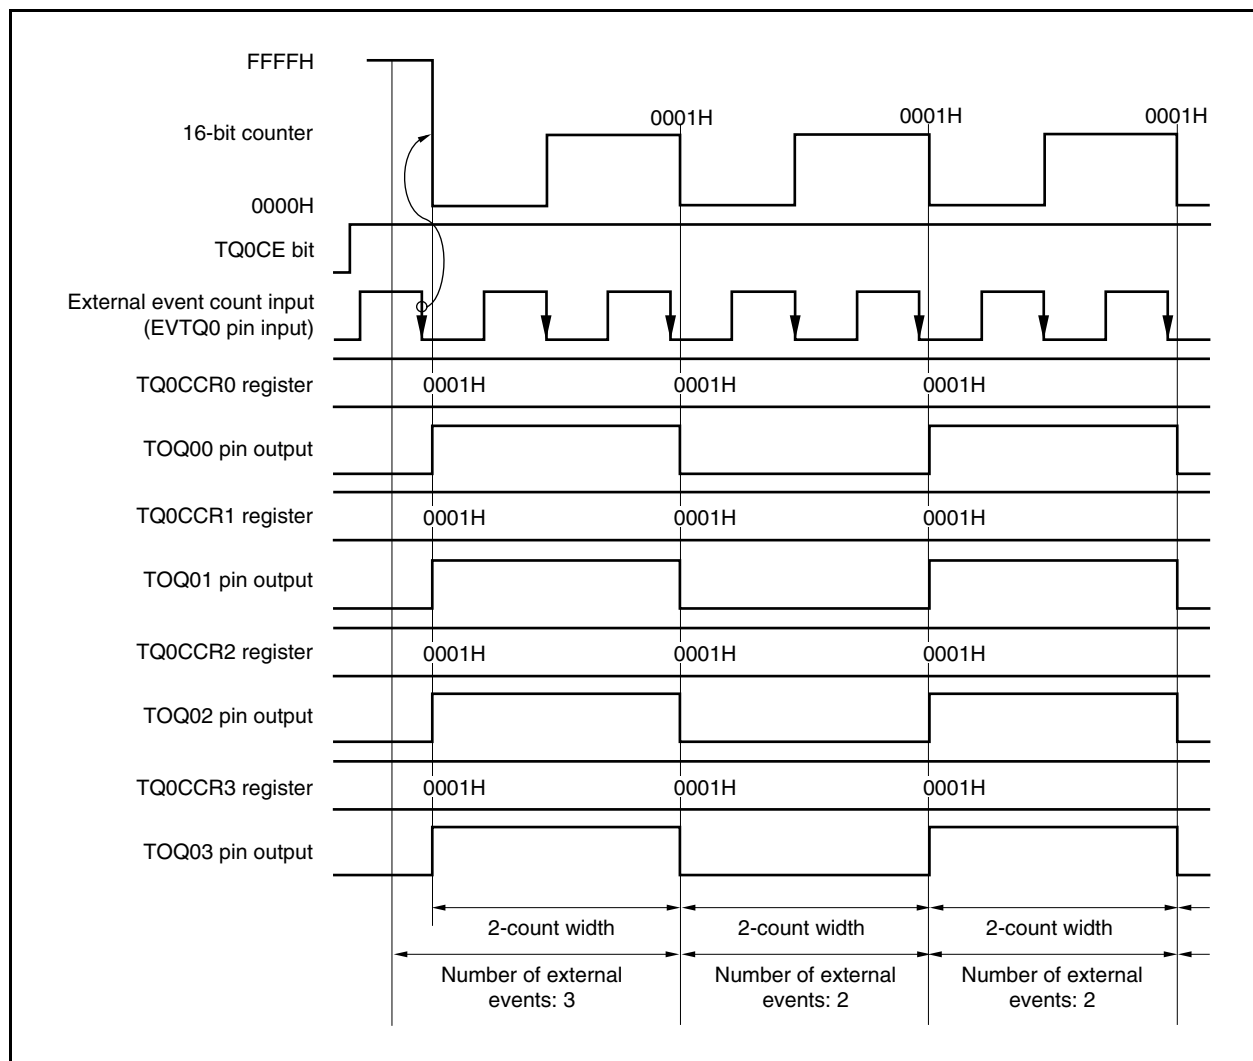 FFFFH
16-bit counter
0001H 0001H 0001H
0000H
TQ0CE bit
External event count input
(EVTQ0 pin input)
TQ0CCR0 register 0001H 0001H 0001H
TOQ00 pin output
TQ0CCR1 register 0001H 0001H 0001H
TOQ01 pin output
TQ0CCR2 register 0001H 0001H 0001H
TOQ02 pin output
TQ0CCR3 register 0001H 0001H 0001H
TOQ03 pin output
2-count width 2-count width 2-count width
Number of external Number of external Number of external
events: 3 events: 2 events: 2